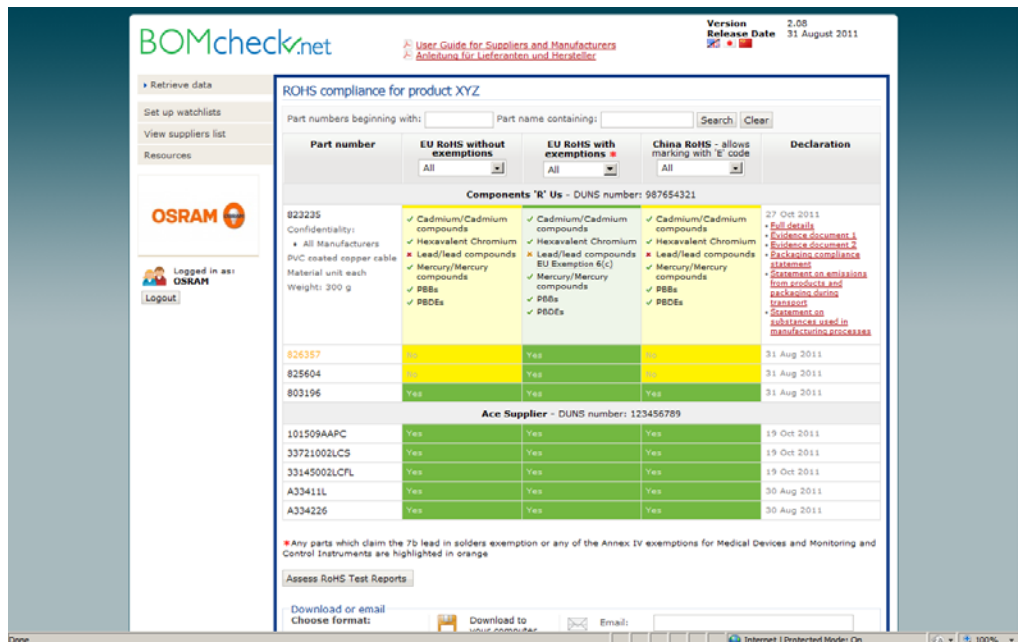 BOMcheck.net
User Guide for Suppliers and Manufacturers
Anleitung für Lieferanten und Hersteller
Version 2.08
Release Date 31 August 2011
Retrieve data
Set up watchlists
View suppliers list
Resources
OSRAM
Logged in as:
OSRAM
Logout
ROHS compliance for product XYZ
Part numbers beginning with: Part name containing: Search Clear
Part number
EU RoHS without
exemptions
All
EU RoHS with
exemptions *
All
China RoHS - allows
marking with 'E' code
All
Declaration
Components 'R' Us - DUNS number: 987654321
823235
Confidentiality:
All Manufacturers
PVC coated copper cable
Material unit each
Weight: 300 g
Cadmium/Cadmium
compounds
Hexavalent Chromium
Lead/lead compounds
Mercury/Mercury
compounds
PBBs
PBDEs
Cadmium/Cadmium
compounds
Hexavalent Chromium
Lead/lead compounds
EU Exemption 6(c)
Mercury/Mercury
compounds
PBBs
PBDEs
Cadmium/Cadmium
compounds
Hexavalent Chromium
Lead/lead compounds
Mercury/Mercury
compounds
PBBs
PBDEs
27 Oct 2011
Full details
Evidence document 1
Evidence document 2
Packaging compliance
statement
Statement on emissions
from products and
packaging during
transport
Statement on
substances used in
manufacturing processes
826357 No Yes No 31 Aug 2011
825604 No Yes No 31 Aug 2011
803196 Yes Yes Yes 31 Aug 2011
Ace Supplier - DUNS number: 123456789
101509AAPC Yes Yes Yes 19 Oct 2011
33721002LCS Yes Yes Yes 19 Oct 2011
33145002LCFL Yes Yes Yes 19 Oct 2011
A33411L Yes Yes Yes 30 Aug 2011
A334226 Yes Yes Yes 30 Aug 2011
*Any parts which claim the 7b lead in solders exemption or any of the Annex IV exemptions for Medical Devices and Monitoring and
Control Instruments are highlighted in orange
Assess RoHS Test Reports
Download or email
Choose format:
Download to
your computer
Email:
Done
Internet | Protected Mode: On
100%